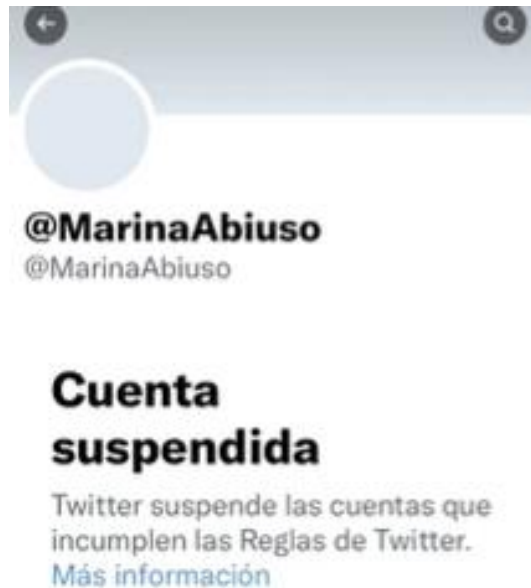 @MarinaAbiuso
@MarinaAbiuso
Cuenta
suspendida
Twitter suspende las cuentas que
incumplen las Reglas de Twitter.
Más información